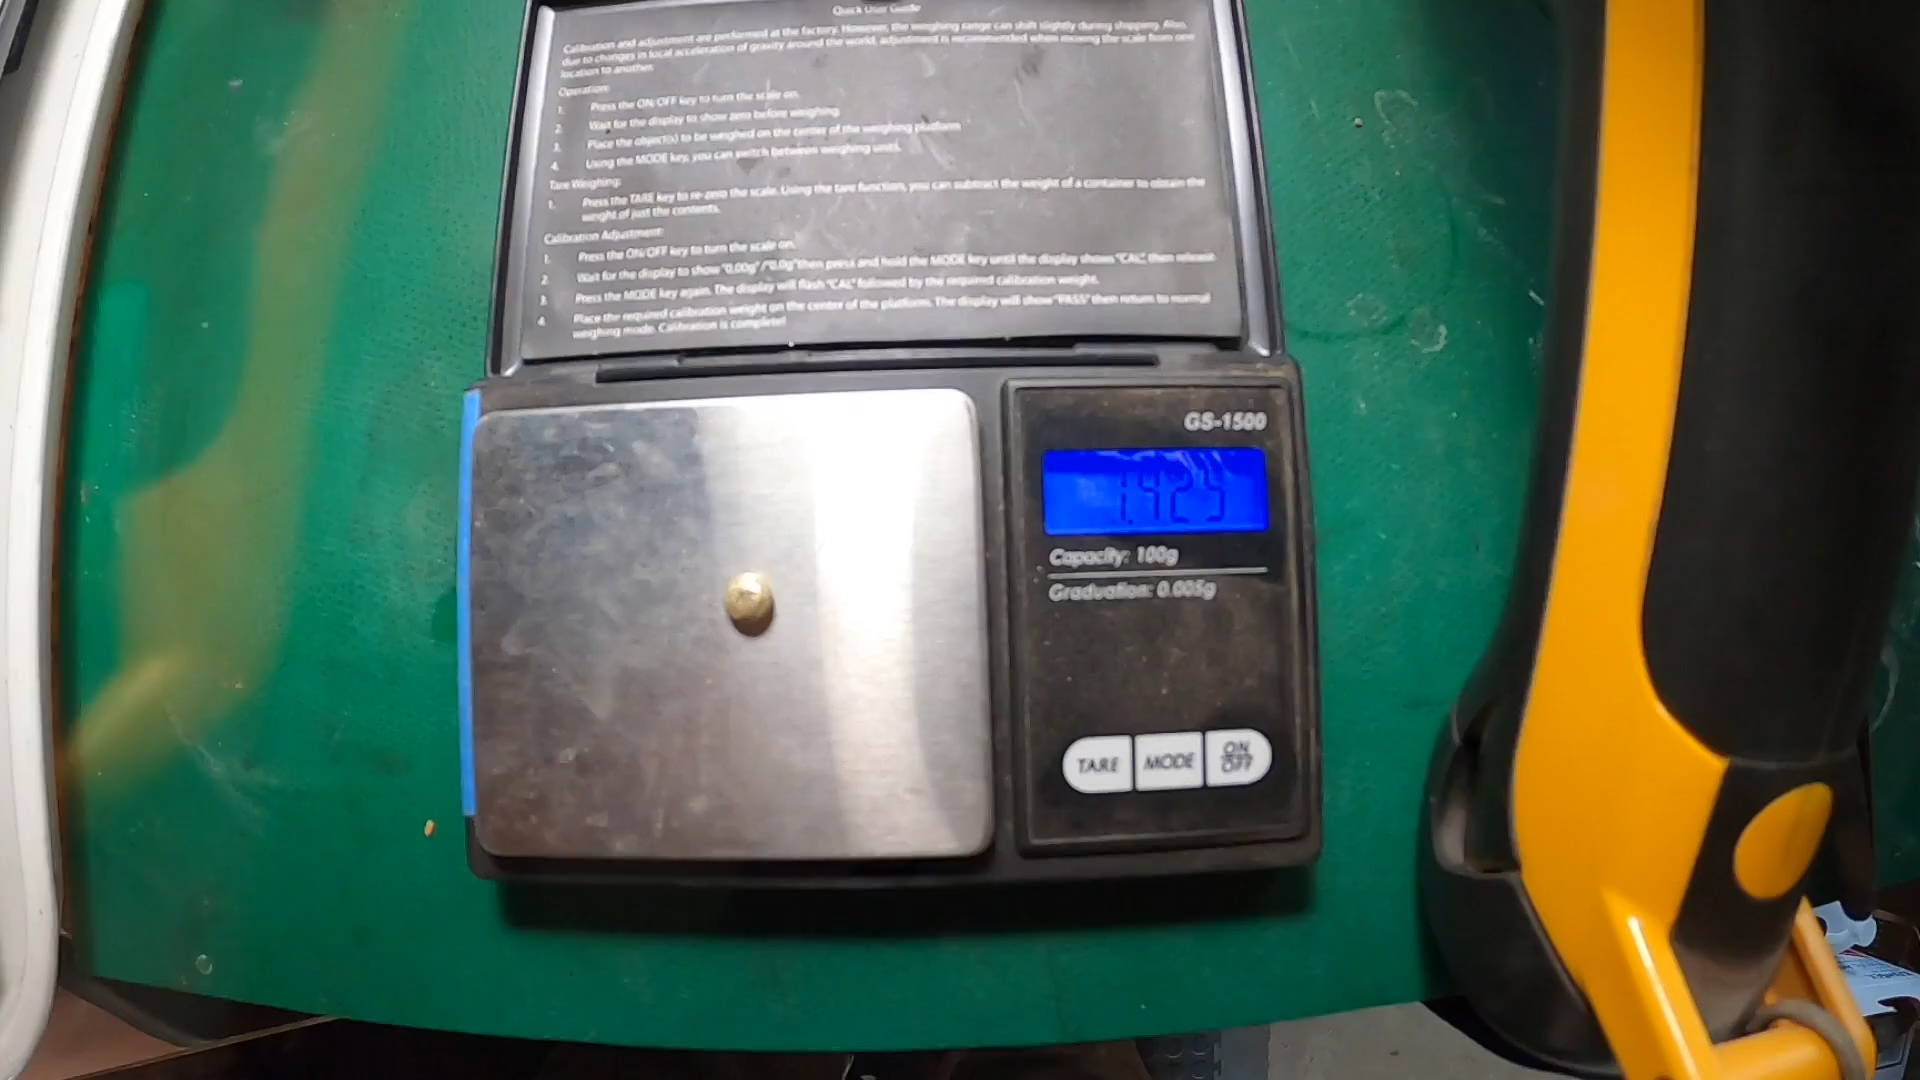 Quick User Guide
Calibration and adjustment are performed at the factory. However, the weighing range can shift slightly during shipping. Also,
due to changes in local acceleration of gravity around the world, adjustment is recommended when moving the scale from one
location to another.
Operation:
1. Press the ON/OFF key to turn the scale on.
2. Wait for the display to show zero before weighing.
3. Place the object(s) to be weighed on the center of the weighing platform
4. Using the MODE key, you can switch between weighing units.
Tare Weighing:
1. Press the TARE key to re-zero the scale. Using the tare function, you can subtract the weight of a container to obtain the
weight of just the contents.
Calibration Adjustment:
1. Press the ON/OFF key to turn the scale on.
2. Wait for the display to show "0.00g" /"0.0g" then press and hold the MODE key until the display shows "CAL" then release
3. Press the MODE key again. The display will flash "CAL" followed by the required calibration weight.
4. Place the required calibration weight on the center of the platform. The display will show "PASS" then return to normal
weighing mode. Calibration is complete!
GS-1500
1.425
Capacity: 100g
Graduation: 0.005g
TARE MODE ON OFF